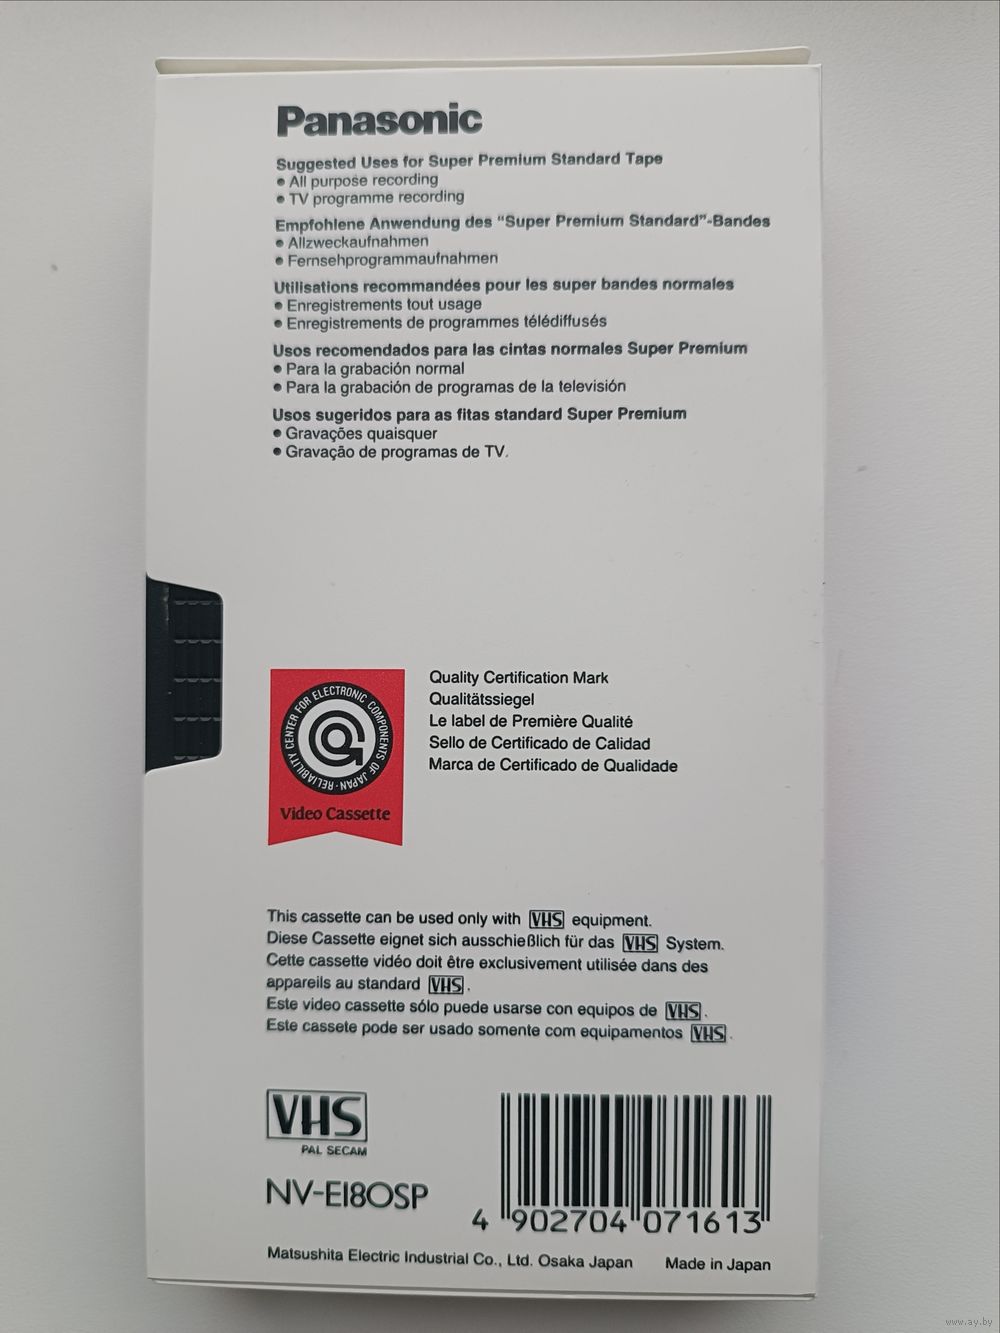 Panasonic
Suggested Uses for Super Premium Standard Tape
● All purpose recording
● TV programme recording
Empfohlene Anwendung des “Super Premium Standard”-Bandes
● Allzweckaufnahmen
● Fernsehprogrammaufnahmen
Utilisations recommandées pour les super bandes normales
● Enregistrements tout usage
● Enregistrements de programmes télédiffusés
Usos recomendados para las cintas normales Super Premium
● Para la grabación normal
● Para la grabación de programas de la televisión
Usos sugeridos para as fitas standard Super Premium
● Gravações quaisquer
● Gravação de programas de TV.
RELIABILITY CENTER FOR ELECTRONIC COMPONENTS OF JAPAN ·
Video Cassette
Quality Certification Mark
Qualitätssiegel
Le label de Première Qualité
Sello de Certificado de Calidad
Marca de Certificado de Qualidade
This cassette can be used only with VHS equipment.
Diese Cassette eignet sich ausschießlich für das VHS System.
Cette cassette vidéo doit être exclusivement utilisée dans des
appareils au standard VHS.
Este video cassette sólo puede usarse con equipos de VHS.
Este cassete pode ser usado somente com equipamentos VHS.
VHS
PAL SECAM
NV-E180SP
4 902704 071613
Matsushita Electric Industrial Co., Ltd. Osaka Japan Made in Japan
www.ay.by